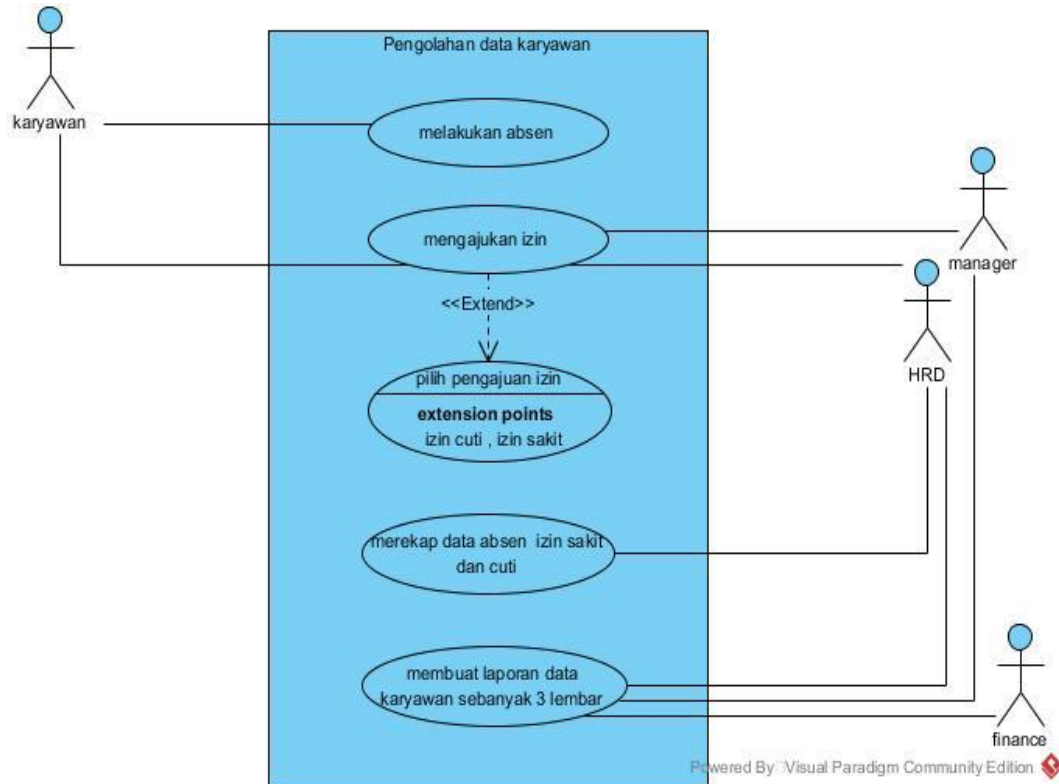 Pengolahan data karyawan
karyawan
melakukan absen
mengajukan izin
manager
<<Extend>>
HRD
pilih pengajuan izin
extension points
izin cuti , izin sakit
merekap data absen izin sakit
dan cuti
membuat laporan data
karyawan sebanyak 3 lembar
finance
Powered By Visual Paradigm Community Edition